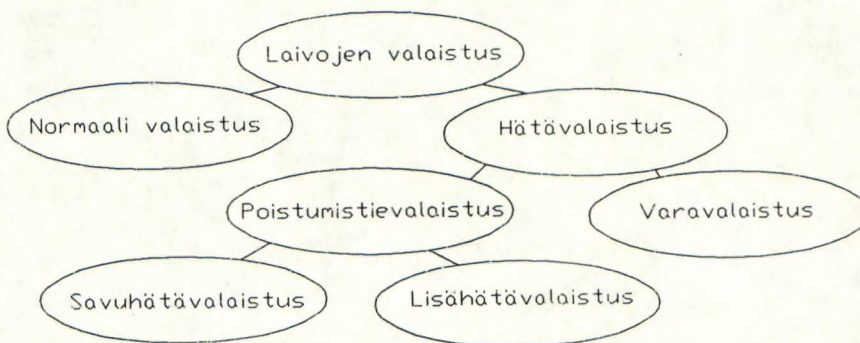 Laivojen valaistus
Normaali valaistus
Hätävalaistus
Poistumistievalaistus
Varavalaistus
Savuhätävalaistus
Lisähätävalaistus